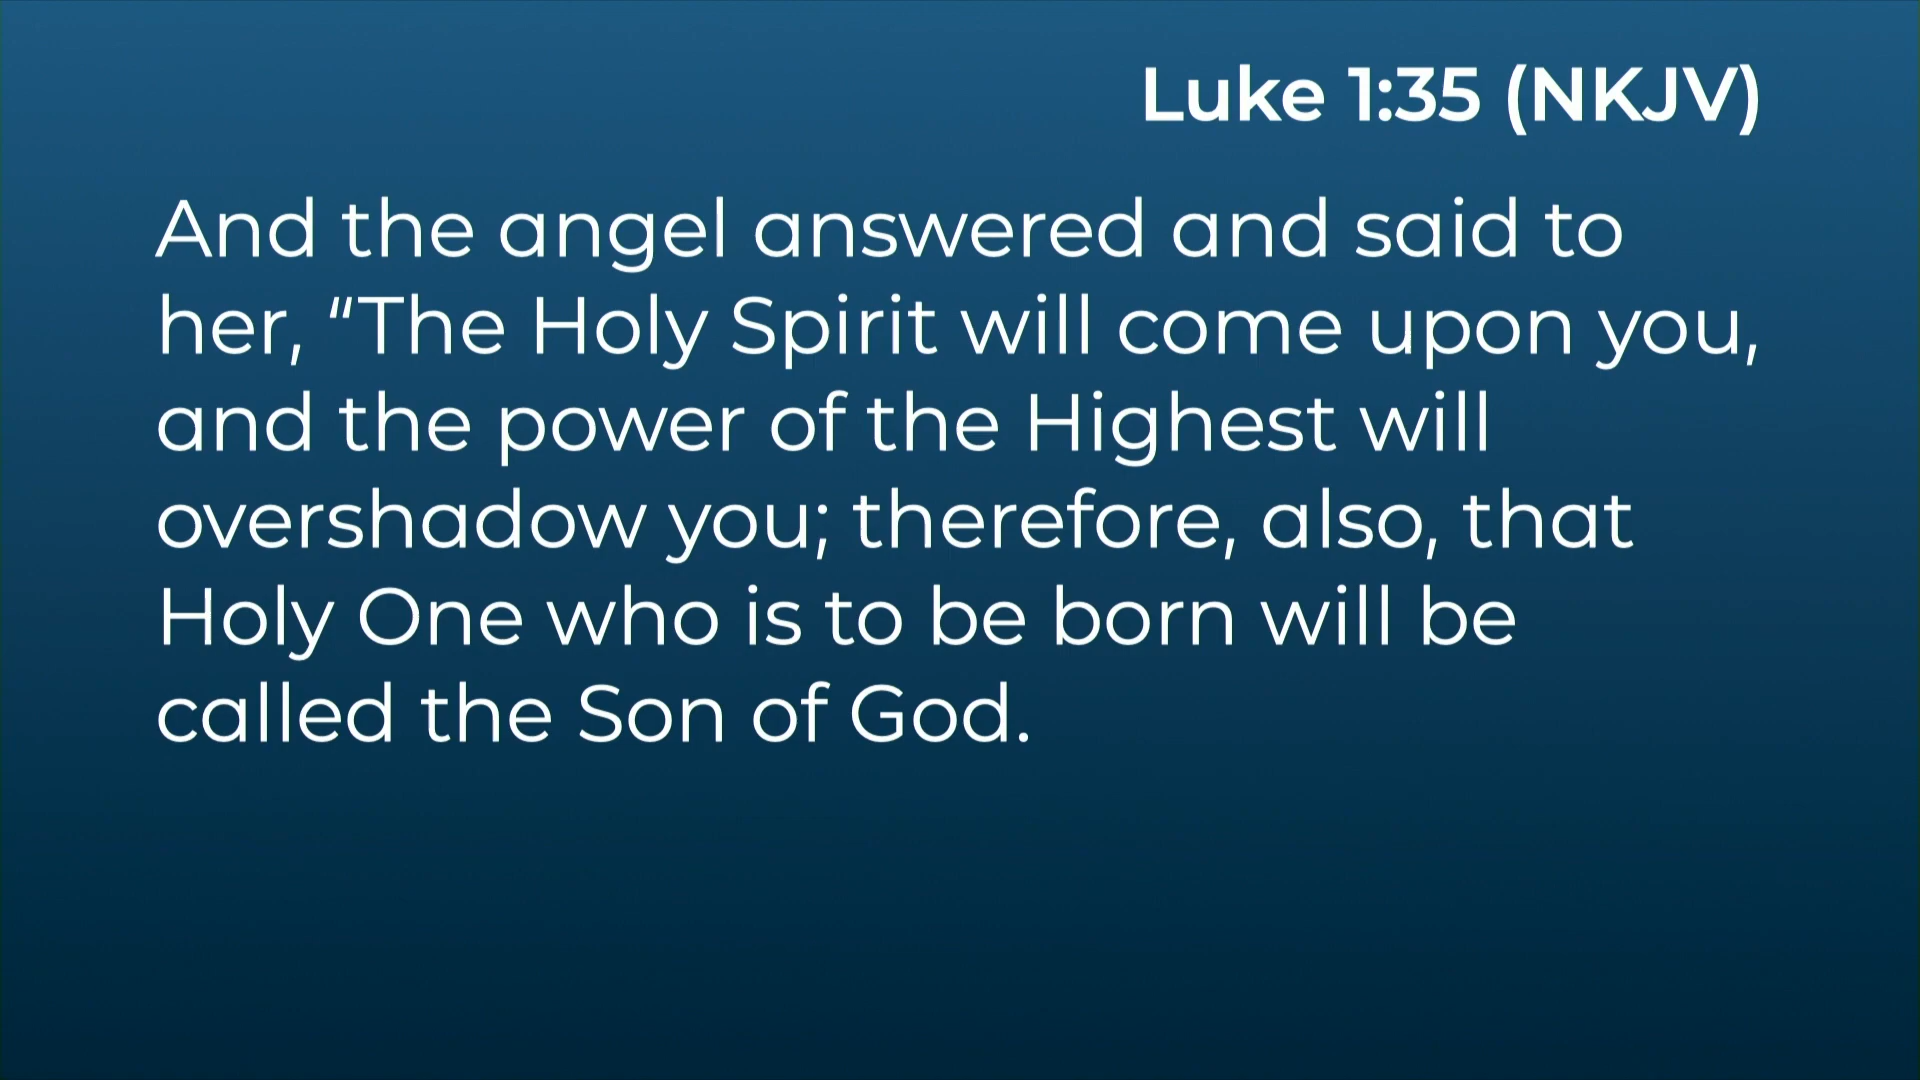 Luke 1:35 (NKJV)
And the angel answered and said to
her, “The Holy Spirit will come upon you,
and the power of the Highest will
overshadow you; therefore, also, that
Holy One who is to be born will be
called the Son of God.